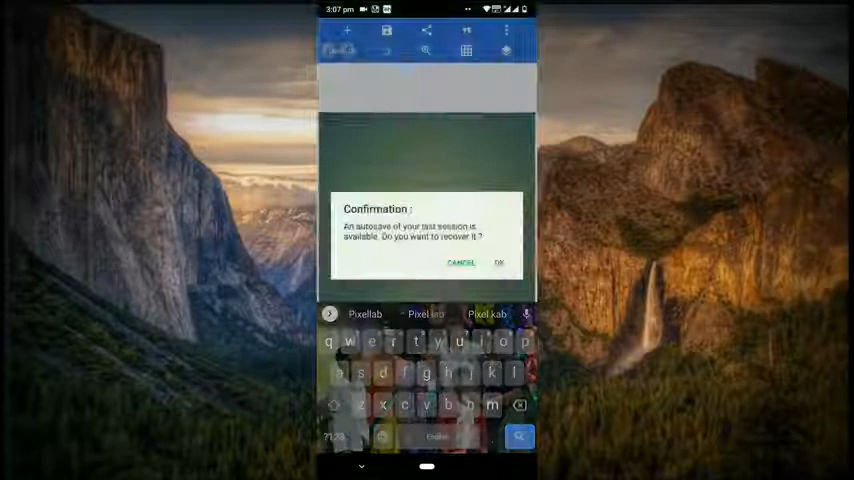 3:07 pm
Confirmation :
An autosave of your last session is
available. Do you want to recover it ?
CANCEL OK
Pixellab Pixel lab Pixel kab
q w e r t y u i o p
a s d f g h j k l
z x c v b n m
?123 English